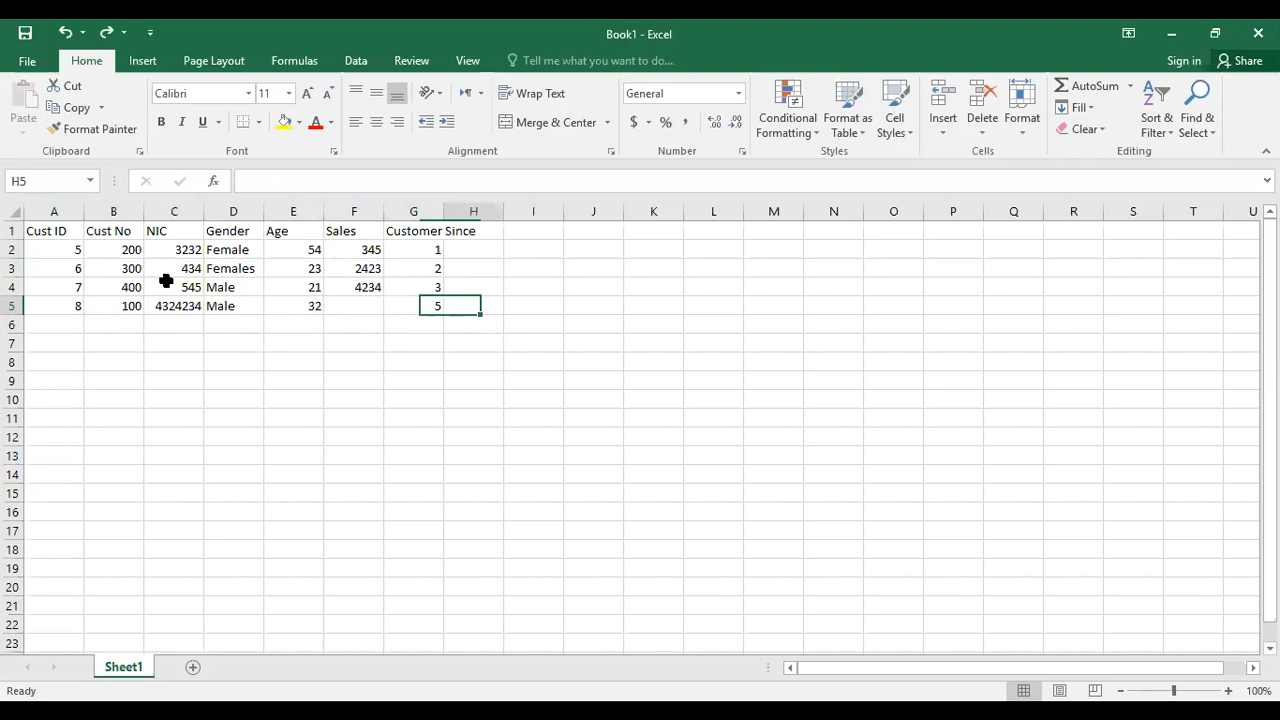 Book1 - Excel
File Home Insert Page Layout Formulas Data Review View Tell me what you want to do... Sign in Share
Paste Cut Copy Format Painter
Calibri 11 A A
B I U A
Wrap Text
Merge & Center
General
$ % ,
Conditional Formatting Format as Table Cell Styles
Insert Delete Format
AutoSum Fill Clear
Sort & Filter Find & Select
Clipboard Font Alignment Number Styles Cells Editing
H5 fx
A B C D E F G H I J K L M N O P Q R S T U
1 Cust ID Cust No NIC Gender Age Sales Customer Since
2 5 200 3232 Female 54 345 1
3 6 300 434 Females 23 2423 2
4 7 400 545 Male 21 4234 3
5 8 100 4324234 Male 32 5
6
7
8
9
10
11
12
13
14
15
16
17
18
19
20
21
22
23
Sheet1
Ready 100%